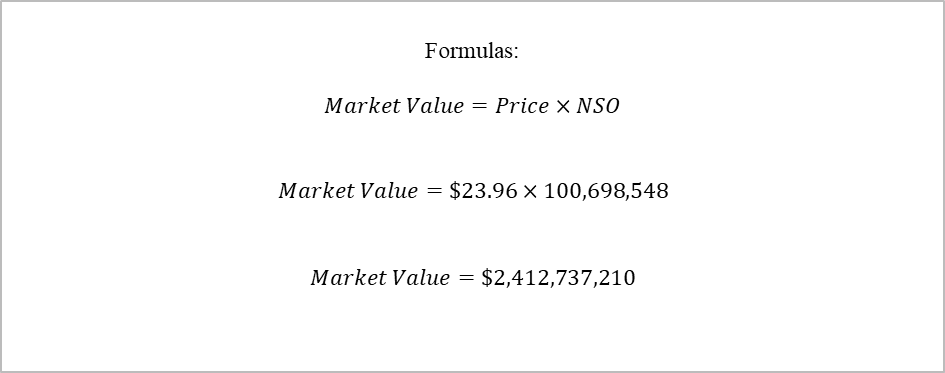 Formulas:
Market Value = Price × NSO
Market Value = $23.96 × 100,698,548
Market Value = $2,412,737,210